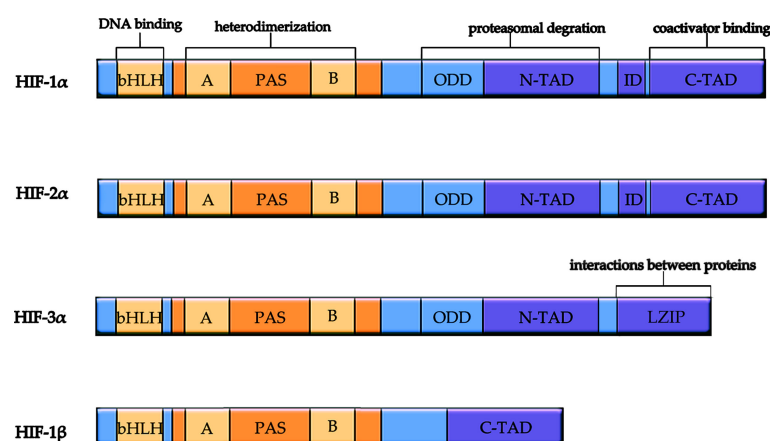 DNA binding
heterodimerization
proteasomal degration
coactivator binding
HIF-1α
bHLH A PAS B ODD N-TAD ID C-TAD
HIF-2α
bHLH A PAS B ODD N-TAD ID C-TAD
interactions between proteins
HIF-3α
bHLH A PAS B ODD N-TAD LZIP
HIF-1β
bHLH A PAS B C-TAD